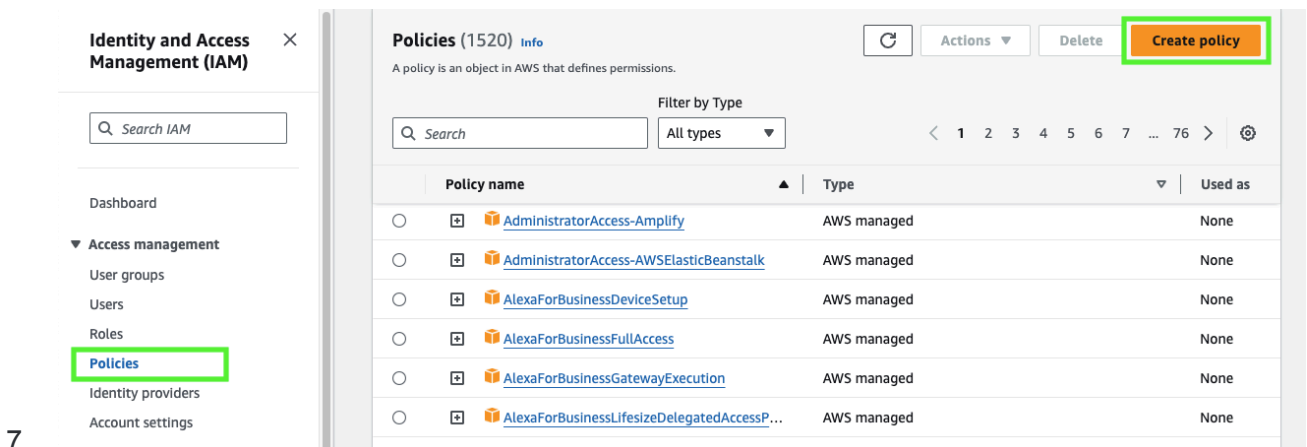 Identity and Access
Management (IAM)
Search IAM
Dashboard
Access management
User groups
Users
Roles
Policies
Identity providers
Account settings
Policies (1520) Info
A policy is an object in AWS that defines permissions.
Actions
Delete
Create policy
Filter by Type
Search
All types
1 2 3 4 5 6 7 ... 76
Policy name Type Used as
AdministratorAccess-Amplify AWS managed None
AdministratorAccess-AWSElasticBeanstalk AWS managed None
AlexaForBusinessDeviceSetup AWS managed None
AlexaForBusinessFullAccess AWS managed None
AlexaForBusinessGatewayExecution AWS managed None
AlexaForBusinessLifesizeDelegatedAccessP... AWS managed None
7